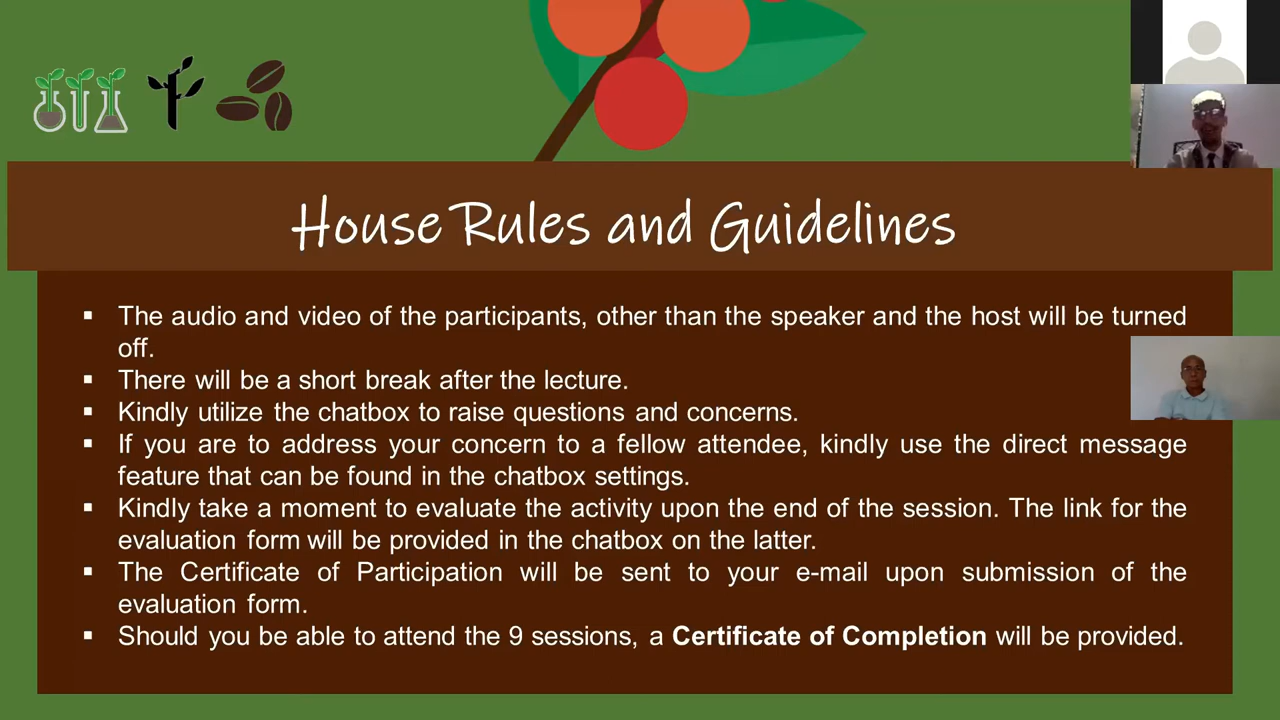 House Rules and Guidelines
▪ The audio and video of the participants, other than the speaker and the host will be turned
off.
▪ There will be a short break after the lecture.
▪ Kindly utilize the chatbox to raise questions and concerns.
▪ If you are to address your concern to a fellow attendee, kindly use the direct message
feature that can be found in the chatbox settings.
▪ Kindly take a moment to evaluate the activity upon the end of the session. The link for the
evaluation form will be provided in the chatbox on the latter.
▪ The Certificate of Participation will be sent to your e-mail upon submission of the
evaluation form.
▪ Should you be able to attend the 9 sessions, a Certificate of Completion will be provided.